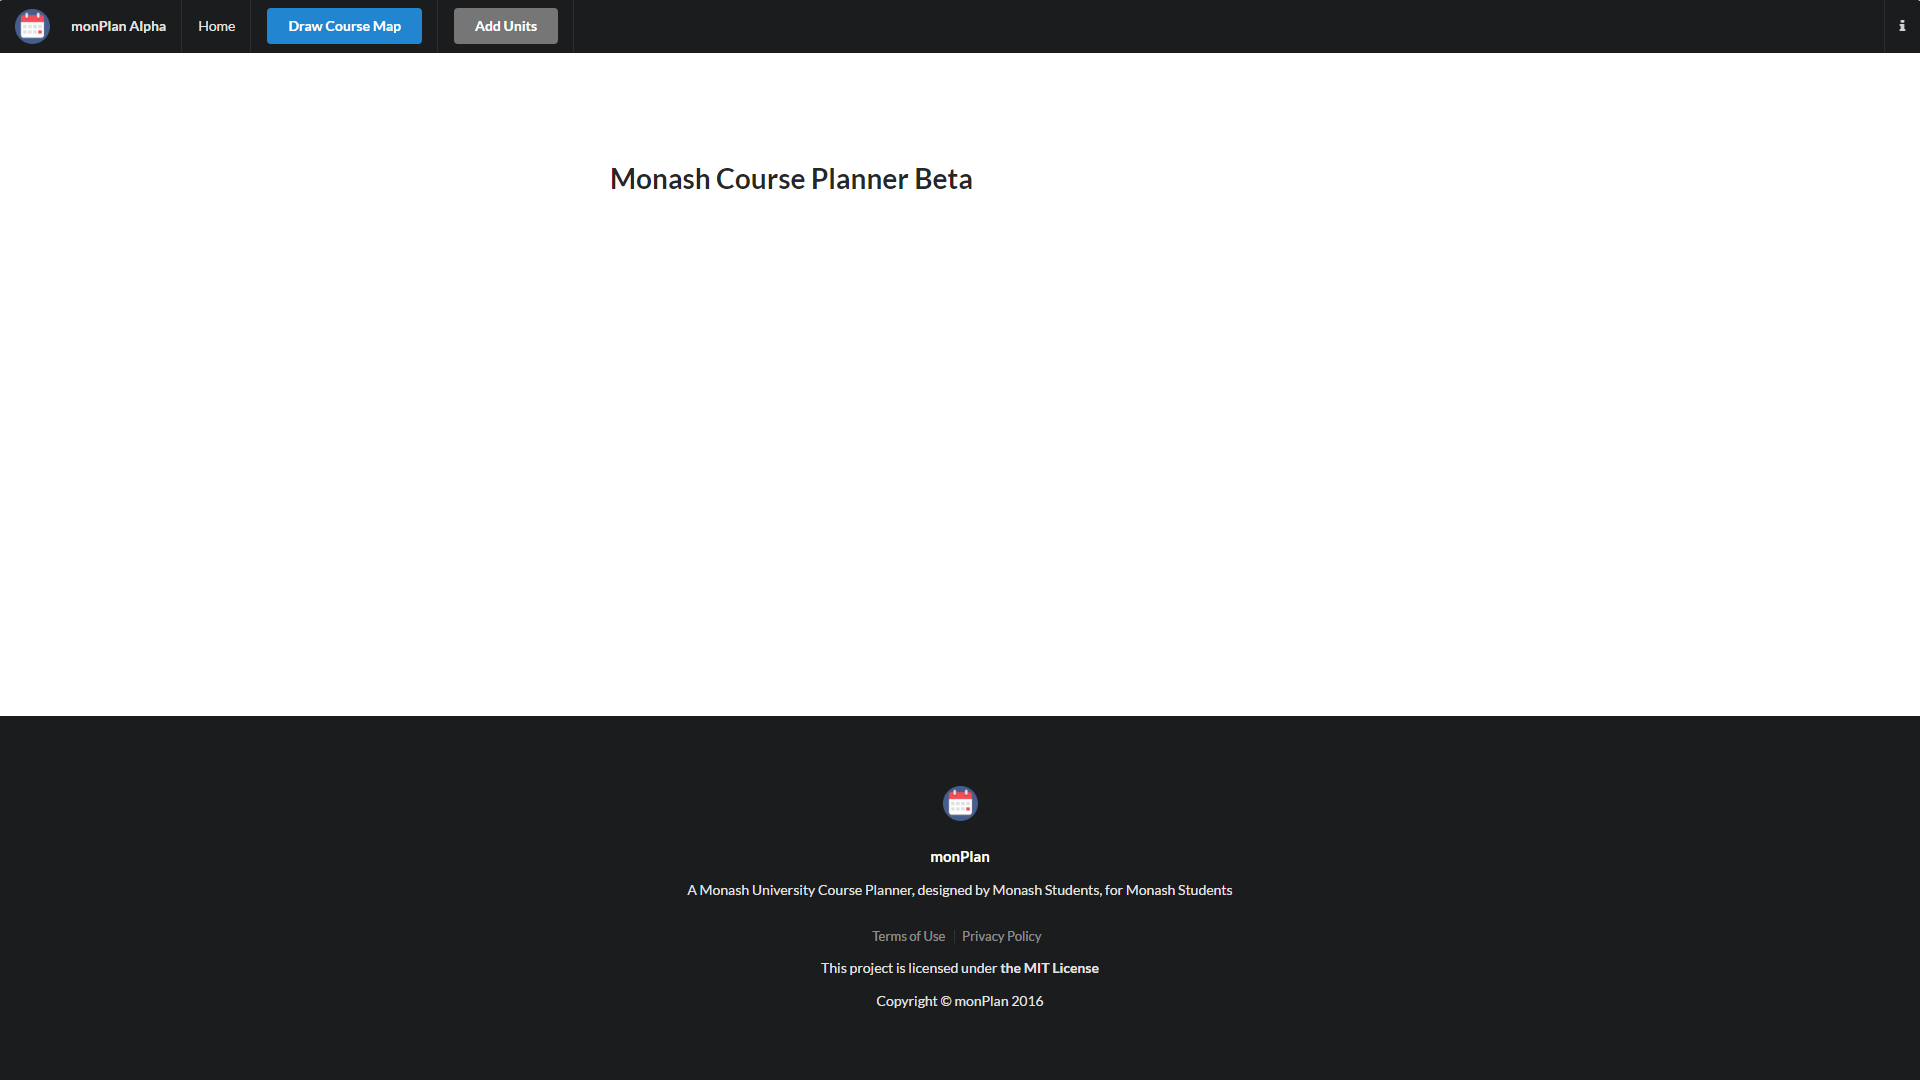 monPlan Alpha Home Draw Course Map Add Units
Monash Course Planner Beta
monPlan
A Monash University Course Planner, designed by Monash Students, for Monash Students
Terms of Use Privacy Policy
This project is licensed under the MIT License
Copyright © monPlan 2016